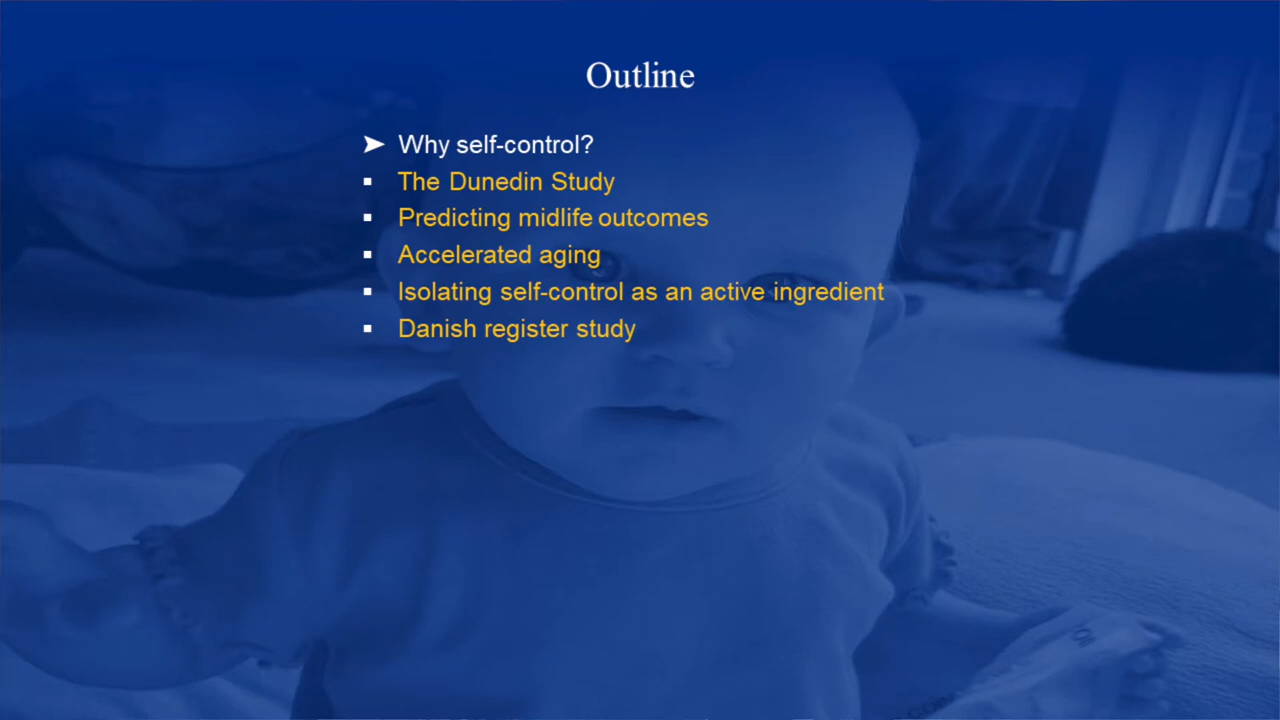 Outline
➤ Why self-control?
▪ The Dunedin Study
▪ Predicting midlife outcomes
▪ Accelerated aging
▪ Isolating self-control as an active ingredient
▪ Danish register study